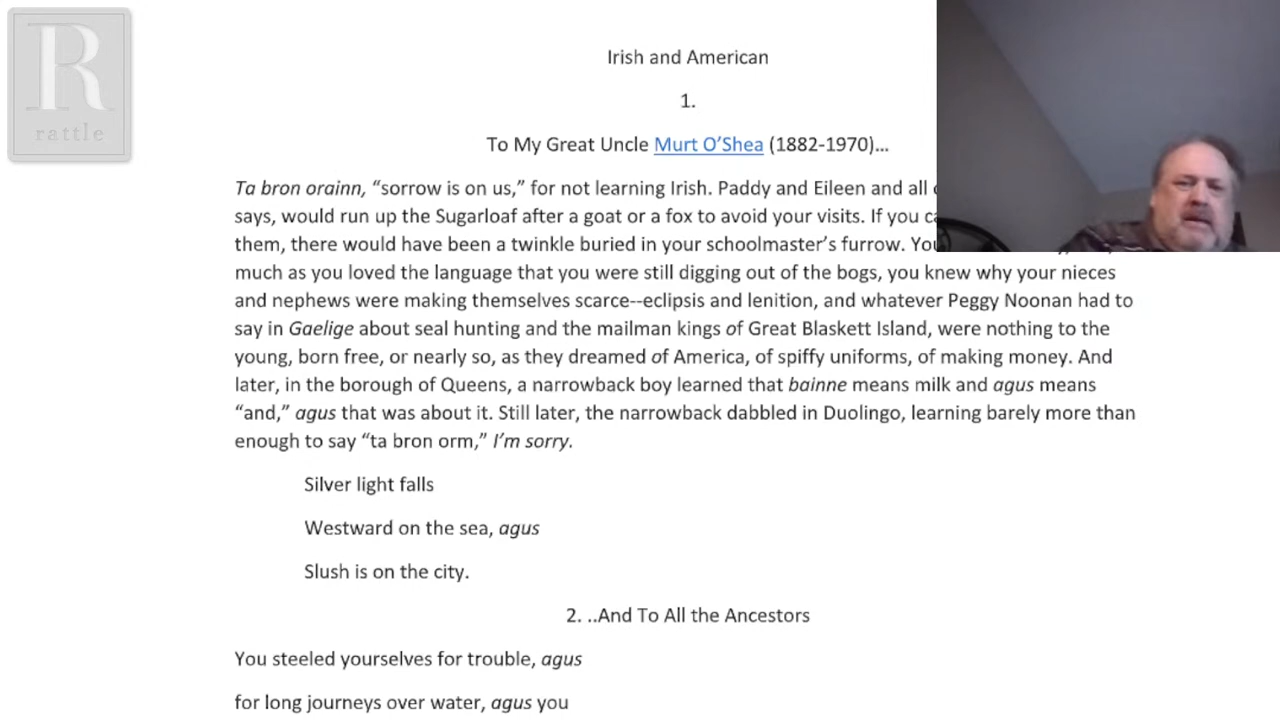 R
rattle
Irish and American
1.
To My Great Uncle Murt O'Shea (1882-1970)...
Ta bron orainn, “sorrow is on us,” for not learning Irish. Paddy and Eileen and all
says, would run up the Sugarloaf after a goat or a fox to avoid your visits. If you
them, there would have been a twinkle buried in your schoolmaster’s furrow.
much as you loved the language that you were still digging out of the bogs, you knew why your nieces
and nephews were making themselves scarce--eclipsis and lenition, and whatever Peggy Noonan had to
say in Gaelige about seal hunting and the mailman kings of Great Blaskett Island, were nothing to the
young, born free, or nearly so, as they dreamed of America, of spiffy uniforms, of making money. And
later, in the borough of Queens, a narrowback boy learned that bainne means milk and agus means
“and,” agus that was about it. Still later, the narrowback dabbled in Duolingo, learning barely more than
enough to say “ta bron orm,” I’m sorry.
Silver light falls
Westward on the sea, agus
Slush is on the city.
2. ..And To All the Ancestors
You steeled yourselves for trouble, agus
for long journeys over water, agus you